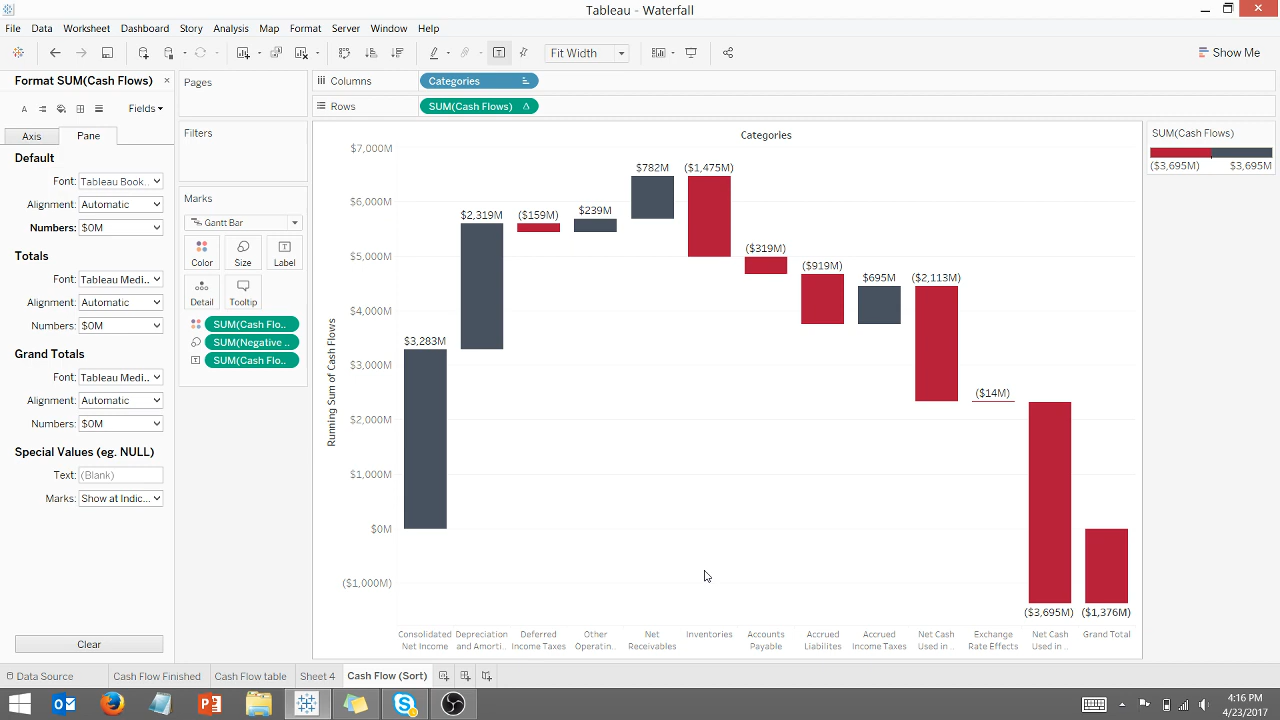 Tableau - Waterfall
File Data Worksheet Dashboard Story Analysis Map Format Server Window Help
Fit Width
Show Me
Format SUM(Cash Flows) ×
Fields
Axis Pane
Default
Font: Tableau Book..
Alignment: Automatic
Numbers: $0M
Totals
Font: Tableau Medi..
Alignment: Automatic
Numbers: $0M
Grand Totals
Font: Tableau Medi..
Alignment: Automatic
Numbers: $0M
Special Values (eg. NULL)
Text: (Blank)
Marks: Show at Indic...
Clear
Pages
Filters
Marks
Gantt Bar
Color Size Label
Detail Tooltip
SUM(Cash Flo..
SUM(Negative ..
SUM(Cash Flo..
Columns Categories
Rows SUM(Cash Flows) Δ
Categories
Running Sum of Cash Flows
$7,000M
$6,000M
$5,000M
$4,000M
$3,000M
$2,000M
$1,000M
$0M
($1,000M)
$3,283M
$2,319M
($159M)
$239M
$782M
($1,475M)
($319M)
($919M)
$695M
($2,113M)
($14M)
($3,695M)
($1,376M)
Consolidated
Net Income
Depreciation
and Amorti..
Deferred
Income Taxes
Other
Operatin..
Net
Receivables
Inventories
Accounts
Payable
Accrued
Liabilites
Accrued
Income Taxes
Net Cash
Used in ..
Exchange
Rate Effects
Net Cash
Used in ..
Grand Total
SUM(Cash Flows)
($3,695M) $3,695M
Data Source Cash Flow Finished Cash Flow table Sheet 4 Cash Flow (Sort)
4:16 PM
4/23/2017